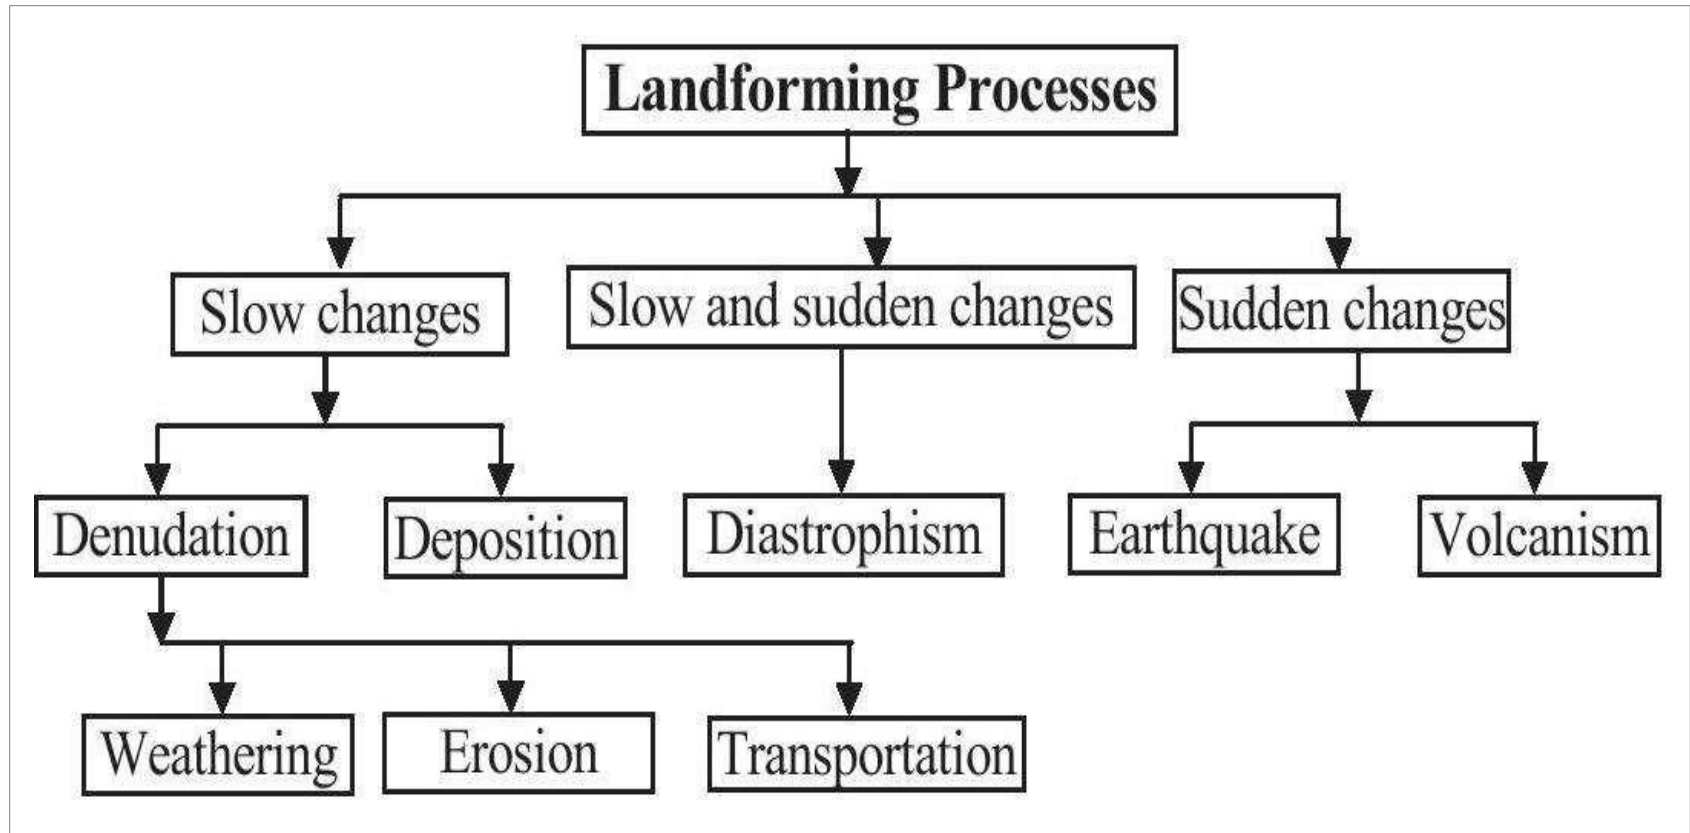 Landforming Processes
Slow changes
Slow and sudden changes
Sudden changes
Denudation
Deposition
Diastrophism
Earthquake
Volcanism
Weathering
Erosion
Transportation